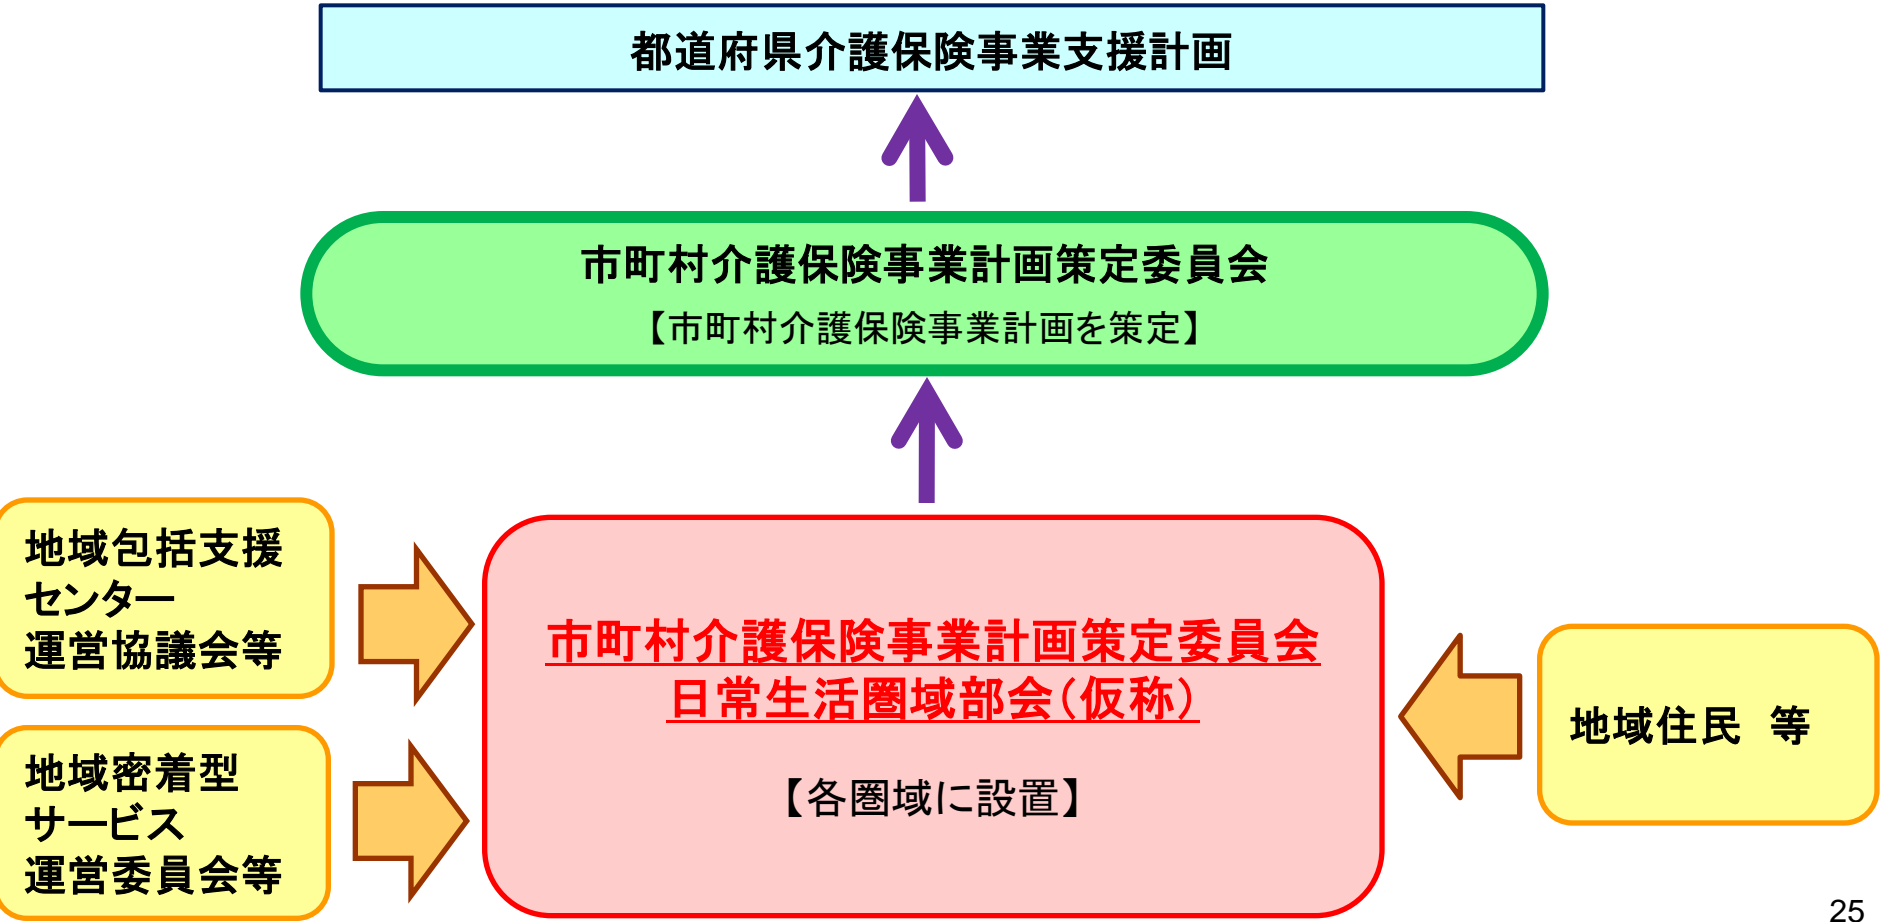 都道府県介護保険事業支援計画
市町村介護保険事業計画策定委員会
【市町村介護保険事業計画を策定】
地域包括支援
センター
運営協議会等
地域密着型
サービス
運営委員会等
市町村介護保険事業計画策定委員会
日常生活圏域部会（仮称）
【各圏域に設置】
地域住民　等
25